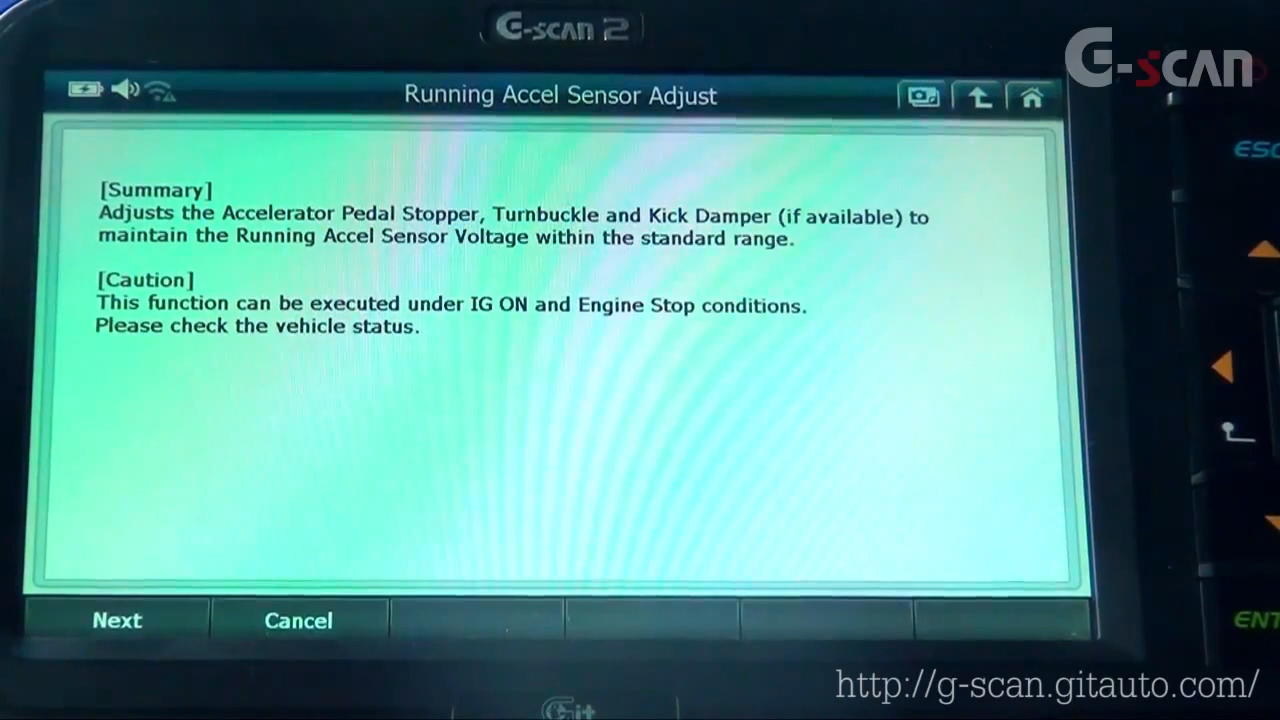 G-SCAN 2
G-SCAN
Running Accel Sensor Adjust
ESC
[Summary]
Adjusts the Accelerator Pedal Stopper, Turnbuckle and Kick Damper (if available) to
maintain the Running Accel Sensor Voltage within the standard range.
[Caution]
This function can be executed under IG ON and Engine Stop conditions.
Please check the vehicle status.
Next
Cancel
ENT
http://g-scan.gitauto.com/
Git